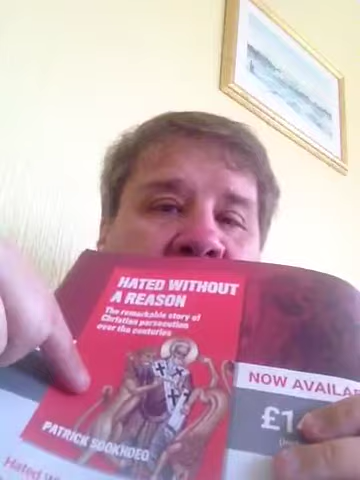 HATED WITHOUT
A REASON
The remarkable story of
Christian persecution
over the centuries
PATRICK SOOKHDEO
NOW AVAILA
£1
Hated